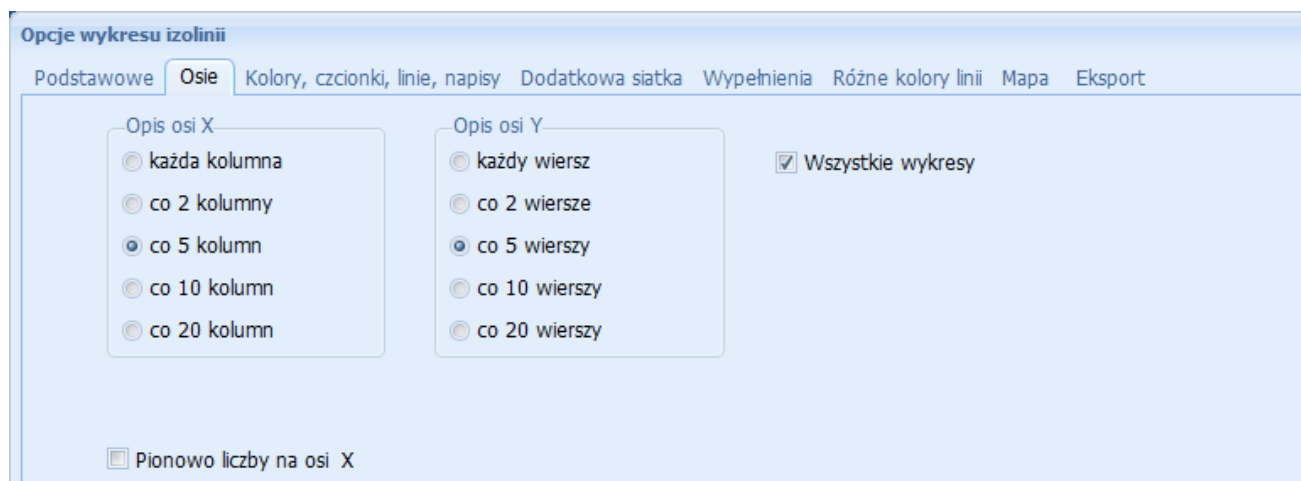 Opcje wykresu izolinii
Podstawowe Osie Kolory, czcionki, linie, napisy Dodatkowa siatka Wypełnienia Różne kolory linii Mapa Eksport
Opis osi X
każda kolumna
co 2 kolumny
co 5 kolumn
co 10 kolumn
co 20 kolumn
Opis osi Y
każdy wiersz
co 2 wiersze
co 5 wierszy
co 10 wierszy
co 20 wierszy
Wszystkie wykresy
Pionowo liczby na osi X